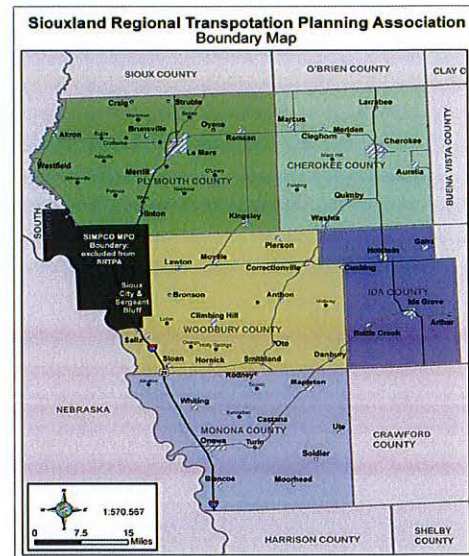 Siouxland Regional Transpotation Planning Association
Boundary Map
SIOUX COUNTY
O'BRIEN COUNTY
CLAY C
Craig
Struble
Larrabee
Akron
Brunsville
Oyens
Remsen
Marcus
Cleghorn
Meriden
Cherokee
Le Mars
CHEROKEE COUNTY
Aurelia
BUENA VISTA COUNTY
Westfield
Merrill
PLYMOUTH COUNTY
Hinton
Kingsley
Quimby
Washta
SOUTH
SIMPCO MPO
Boundary:
excluded from
SRTPA
Sioux
City &
Sergeant
Bluff
Pierson
Holstein
Galva
Lawton
Moville
Correctionville
Cushing
Bronson
Anthon
IDA COUNTY
Ida Grove
Climbing Hill
WOODBURY COUNTY
Battle Creek
Arthur
Salix
Oto
Sloan
Hornick
Smithland
Danbury
Rodney
Mapleton
NEBRASKA
Whiting
MONONA COUNTY
Castana
Ute
CRAWFORD
COUNTY
Onawa
Turin
Soldier
Blencoe
Moorhead
1:570,567
0 7.5 15
Miles
HARRISON COUNTY
SHELBY
COUNTY